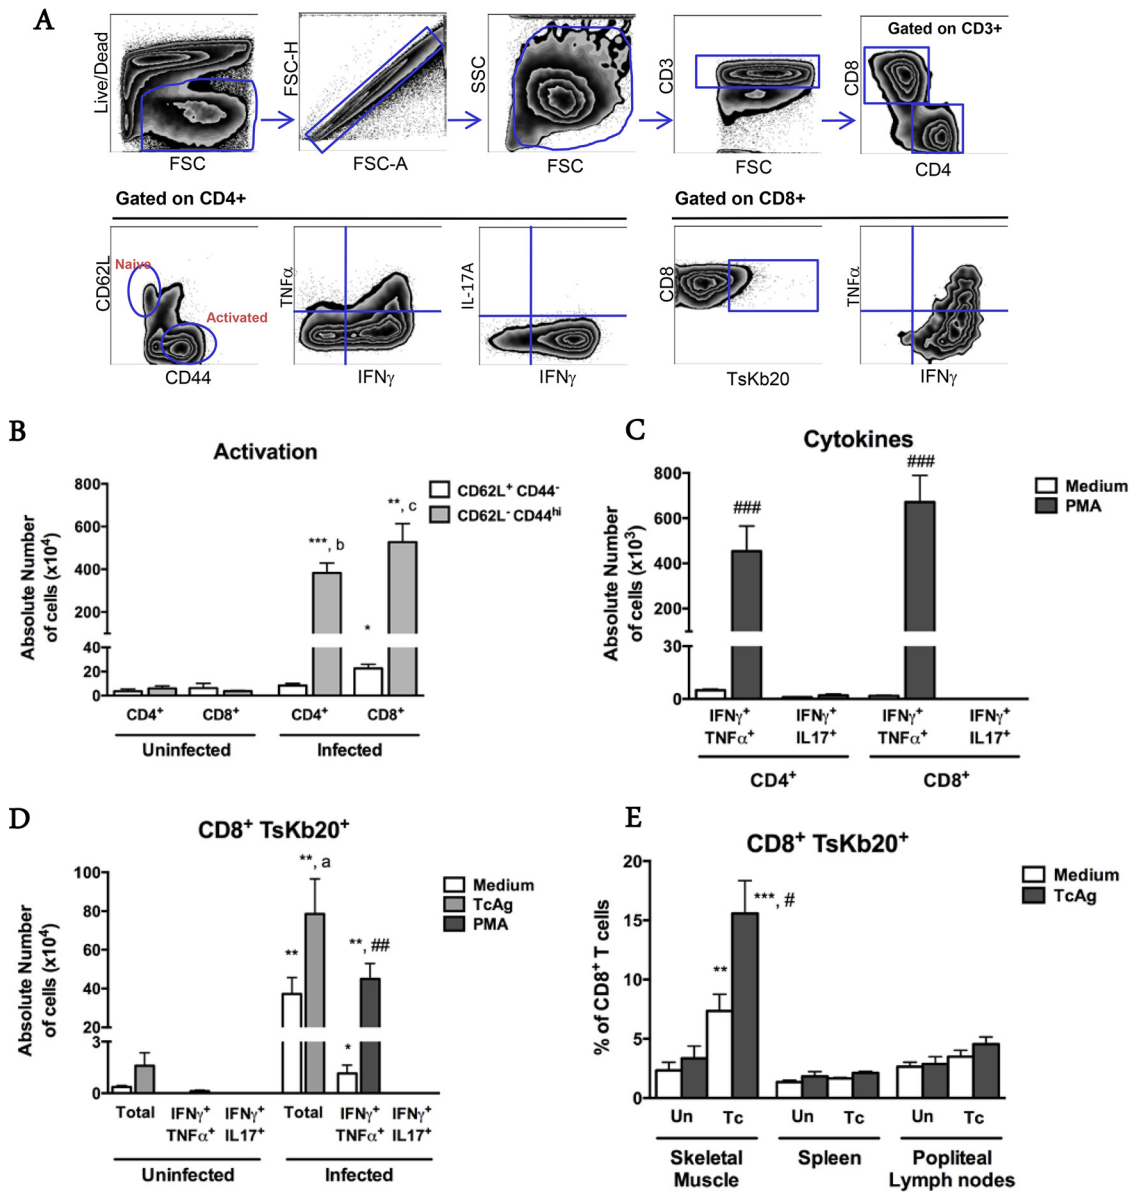 A
Live/Dead
FSC
FSC-H
FSC-A
SSC
FSC
CD3
FSC
Gated on CD3+
CD8
CD4
Gated on CD4+
Gated on CD8+
CD62L
Naive
Activated
CD44
TNFα
IFNγ
IL-17A
IFNγ
CD8
TsKb20
TNFα
IFNγ
B
Activation
Absolute Number
of cells (x10⁴)
800
600
400
200
40
20
0
CD62L⁺ CD44⁻
CD62L⁻ CD44ʰⁱ
***, b
*
**, c
CD4⁺ CD8⁺ CD4⁺ CD8⁺
Uninfected Infected
C
Cytokines
Absolute Number
of cells (x10³)
800
600
400
200
30
0
Medium
PMA
###
###
IFNγ⁺ IFNγ⁺ IFNγ⁺ IFNγ⁺
TNFα⁺ IL17⁺ TNFα⁺ IL17⁺
CD4⁺ CD8⁺
D
CD8⁺ TsKb20⁺
Absolute Number
of cells (x10⁴)
100
80
60
40
20
3
0
Medium
TcAg
PMA
**
**, a
*
**, ##
Total IFNγ⁺ IFNγ⁺ Total IFNγ⁺ IFNγ⁺
TNFα⁺ IL17⁺ TNFα⁺ IL17⁺
Uninfected Infected
E
CD8⁺ TsKb20⁺
% of CD8⁺ T cells
20
15
10
5
0
Medium
TcAg
**
***, #
Un Tc Un Tc Un Tc
Skeletal Spleen Popliteal
Muscle Lymph nodes